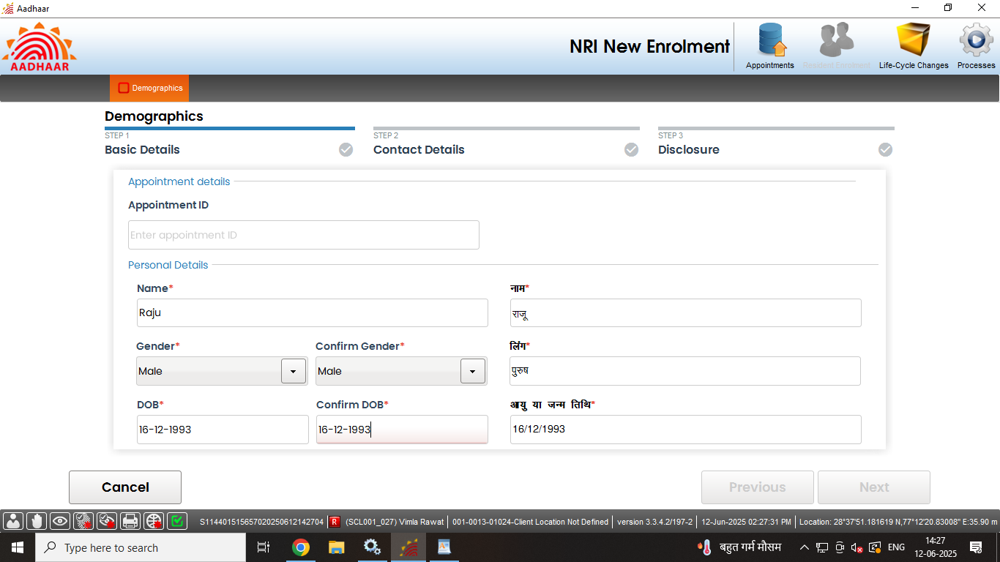 Aadhaar
AADHAAR
NRI New Enrolment
Appointments
Resident Enrolment
Life-Cycle Changes
Processes
Demographics
Demographics
STEP 1
Basic Details
STEP 2
Contact Details
STEP 3
Disclosure
Appointment details
Appointment ID
Enter appointment ID
Personal Details
Name*
नाम*
Raju
राजू
Gender*
Confirm Gender*
लिंग*
Male
Male
पुरुष
DOB*
Confirm DOB*
आयु या जन्म तिथि*
16-12-1993
16-12-1993
16/12/1993
Cancel
Previous
Next
S1144015156570202506121427​04 R (SCL001_027) Vimla Rawat 001-0013-01024-Client Location Not Defined version 3.3.4.2/197-2 12-Jun-2025 02:27:31 PM Location: 28°37'51.181619 N,77°12'20.83008" E:35.90 m
Type here to search
बहुत गर्म मौसम
ENG
14:27
12-06-2025